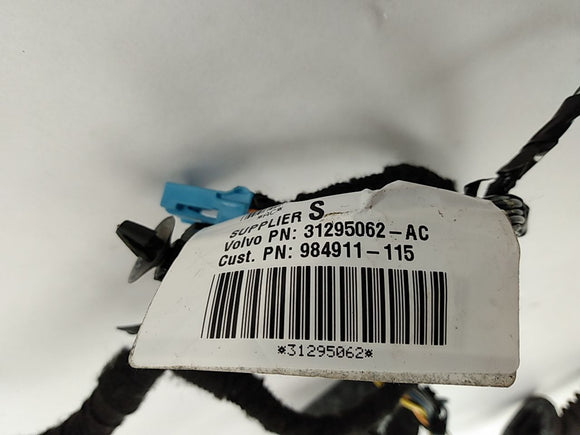 SUPPLIER S
Volvo PN: 31295062-AC
Cust. PN: 984911-115
*31295062*